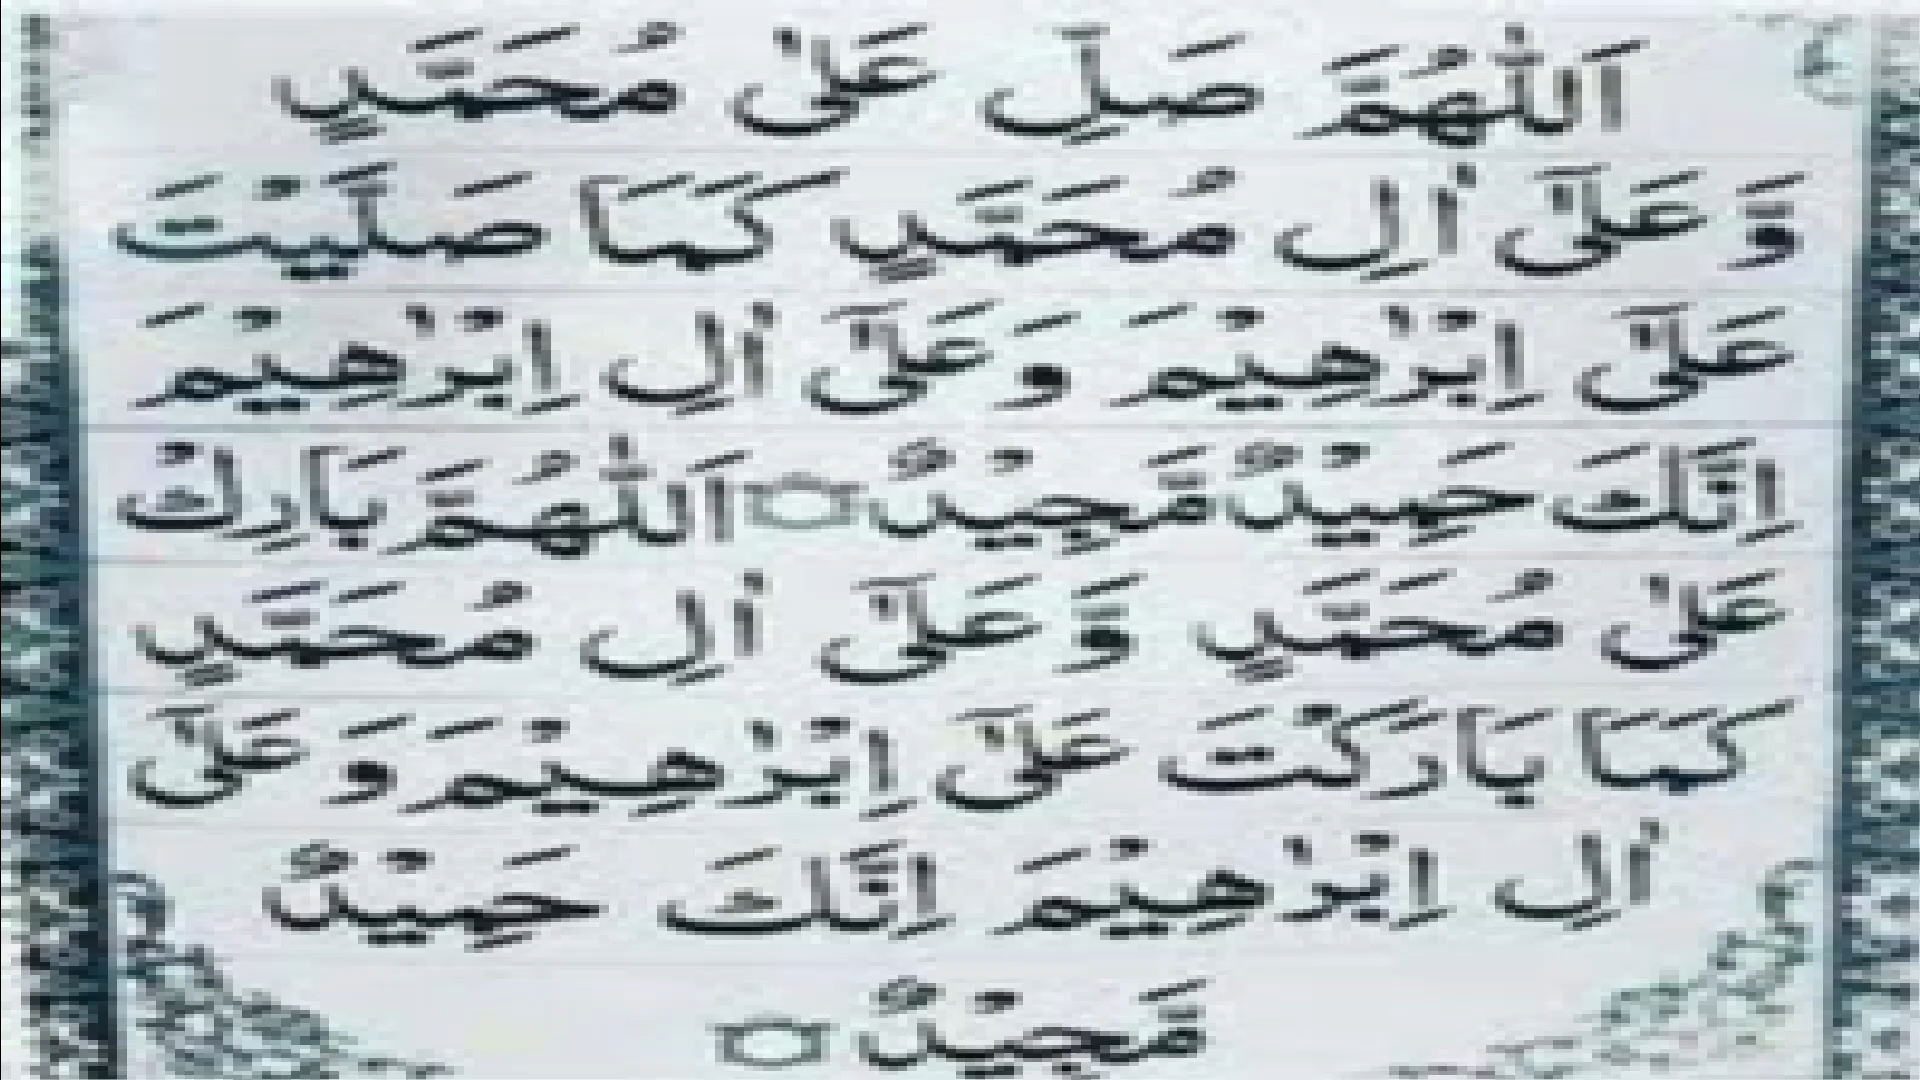 اَللّٰهُمَّ صَلِّ عَلٰى مُحَمَّدٍ
وَّعَلٰٓى اٰلِ مُحَمَّدٍ كَمَا صَلَّيْتَ
عَلٰٓى اِبْرٰهِيْمَ وَعَلٰٓى اٰلِ اِبْرٰهِيْمَ
اِنَّكَ حَمِيْدٌ مَّجِيْدٌ اَللّٰهُمَّ بَارِكْ
عَلٰى مُحَمَّدٍ وَّعَلٰٓى اٰلِ مُحَمَّدٍ
كَمَا بَارَكْتَ عَلٰٓى اِبْرٰهِيْمَ وَعَلٰٓى
اٰلِ اِبْرٰهِيْمَ اِنَّكَ حَمِيْدٌ
مَّجِيْدٌ